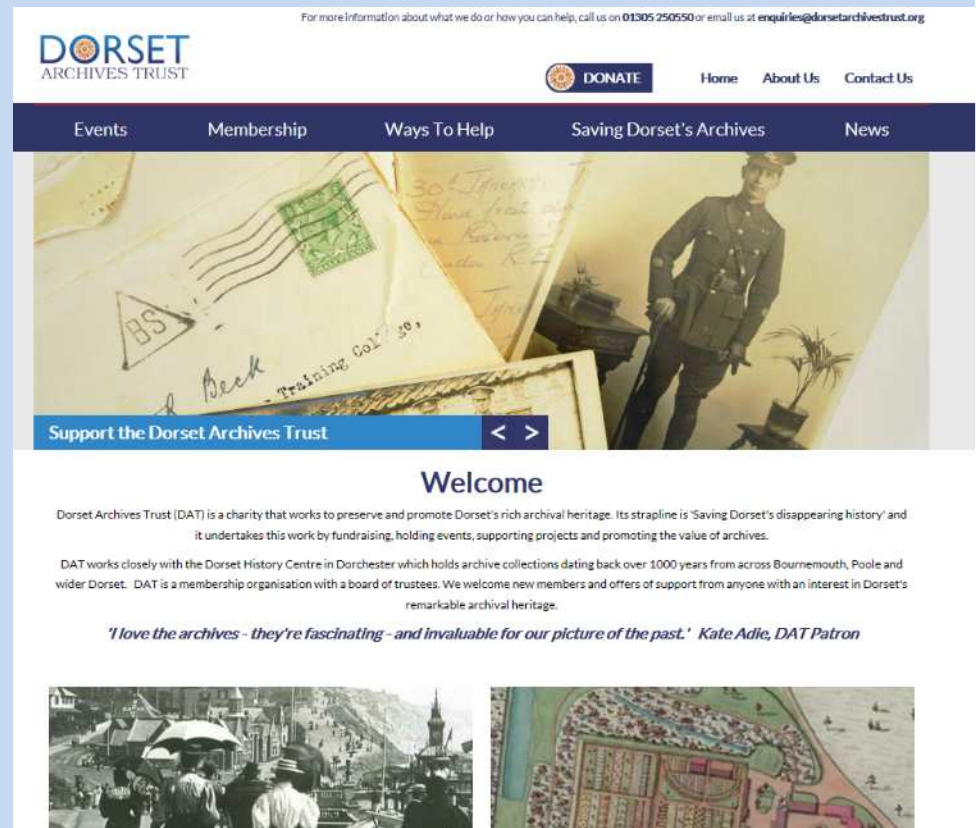 For more information about what we do or how you can help, call us on 01305 250550 or email us at enquiries@dorsetarchivestrust.org
DORSET
ARCHIVES TRUST
DONATE Home About Us Contact Us
Events Membership Ways To Help Saving Dorset's Archives News
30th
Hard frost
Under R.E
BS
Beck
- Training College,
Support the Dorset Archives Trust < >
Welcome
Dorset Archives Trust (DAT) is a charity that works to preserve and promote Dorset's rich archival heritage. Its strapline is 'Saving Dorset's disappearing history' and
it undertakes this work by fundraising, holding events, supporting projects and promoting the value of archives.
DAT works closely with the Dorset History Centre in Dorchester which holds archive collections dating back over 1000 years from across Bournemouth, Poole and
wider Dorset. DAT is a membership organisation with a board of trustees. We welcome new members and offers of support from anyone with an interest in Dorset's
remarkable archival heritage.
'I love the archives - they're fascinating - and invaluable for our picture of the past.' Kate Adie, DAT Patron